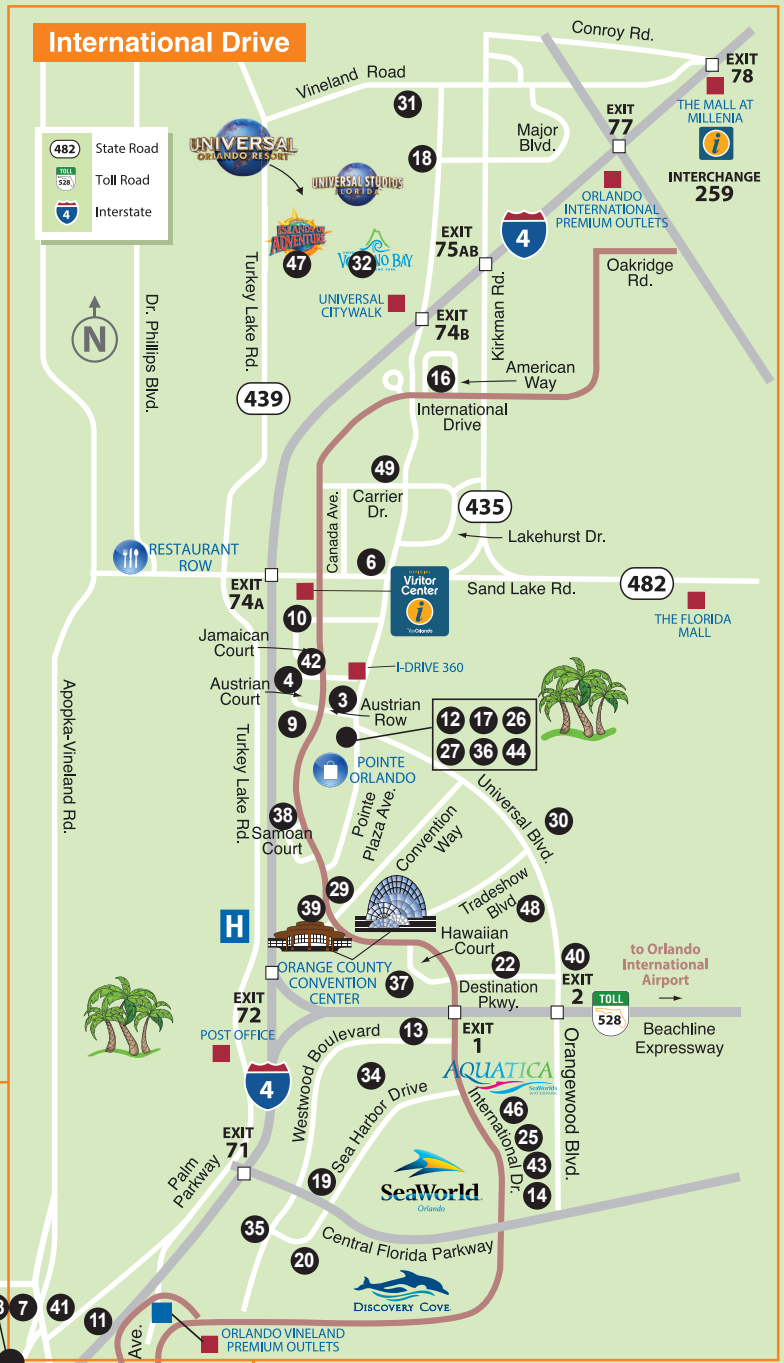 International Drive
Conroy Rd.
EXIT
78
THE MALL AT
MILLENIA
i
INTERCHANGE
259
Vineland Road
31
EXIT
77
Major
Blvd.
482 State Road
TOLL
528
Toll Road
4 Interstate
UNIVERSAL
ORLANDO RESORT
18
UNIVERSAL STUDIOS
FLORIDA
ORLANDO
INTERNATIONAL
PREMIUM OUTLETS
4
ISLANDS OF
ADVENTURE
47
32
BAY
EXIT
75AB
Oakridge
Rd.
Turkey Lake Rd.
Dr. Phillips Blvd.
UNIVERSAL
CITYWALK
EXIT
74B
Kirkman Rd.
N
439
16
American
Way
International
Drive
49
Carrier
Dr.
Canada Ave.
435
Lakehurst Dr.
RESTAURANT
ROW
EXIT
74A
6
Visitor
Center
i
VisitOrlando
Sand Lake Rd.
482
THE FLORIDA
MALL
10
Jamaican
Court
42
I-DRIVE 360
4
Austrian
Court
3
Austrian
Row
9
12 17 26
27 36 44
Apopka-Vineland Rd.
Turkey Lake Rd.
POINTE
ORLANDO
Universal Blvd.
38
Samoan
Court
Pointe
Plaza Ave.
Convention
Way
30
29
39
Tradeshow
Blvd.
48
H
Hawaiian
Court
ORANGE COUNTY
CONVENTION
CENTER
37
22
Destination
Pkwy.
40
EXIT
2
to Orlando
International
Airport
TOLL
528
Beachline
Expressway
EXIT
72
POST OFFICE
13
EXIT
1
4
Westwood Boulevard
34
AQUATICA
SeaWorld's
WATERPARK
Orangewood Blvd.
Sea Harbor Drive
International Dr.
46
25
43
14
EXIT
71
Palm
Parkway
19
SeaWorld
Orlando
35
20
Central Florida Parkway
DISCOVERY COVE
7
41
11
Ave.
ORLANDO VINELAND
PREMIUM OUTLETS